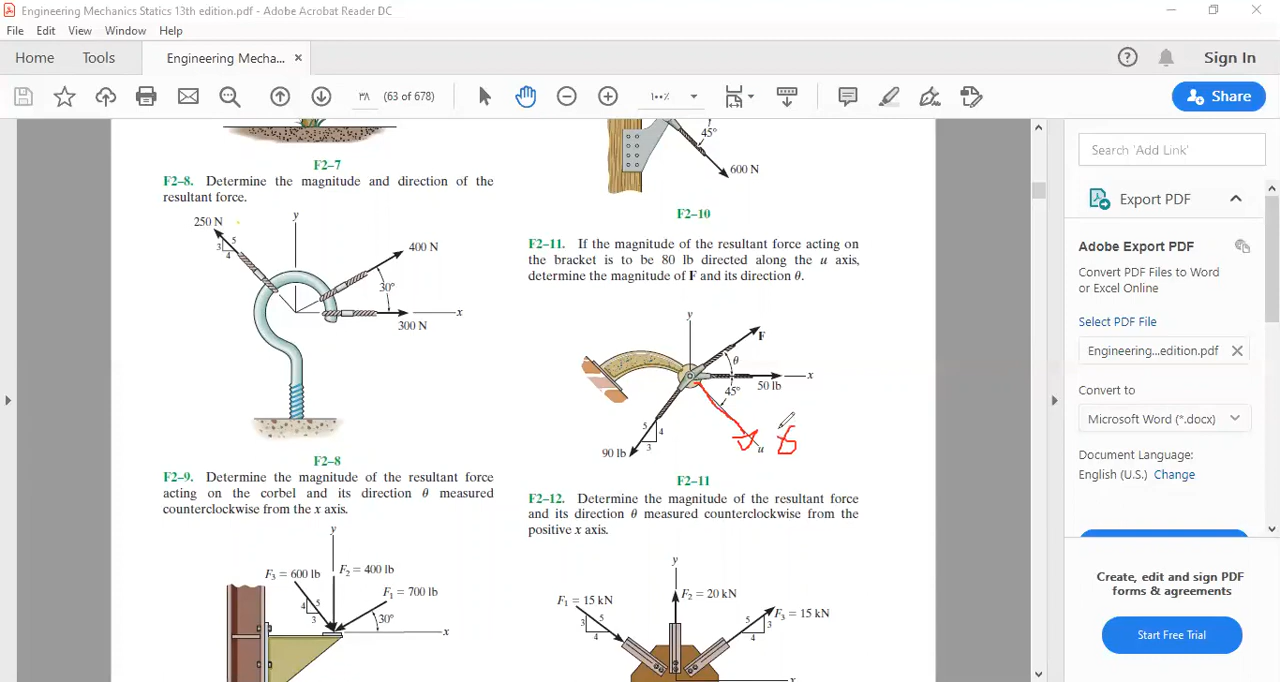 Engineering Mechanics Statics 13th edition.pdf - Adobe Acrobat Reader DC
File Edit View Window Help
Home Tools Engineering Mecha... × Sign In
٣٨ (63 of 678) ١٠٠% Share
F2–7
F2–8. Determine the magnitude and direction of the
resultant force.
y
250 N
5
3
4
400 N
30°
x
300 N
F2–8
F2–9. Determine the magnitude of the resultant force
acting on the corbel and its direction θ measured
counterclockwise from the x axis.
y
F3 = 600 lb
F2 = 400 lb
F1 = 700 lb
4
5
3
30°
x
45°
600 N
F2–10
F2–11. If the magnitude of the resultant force acting on
the bracket is to be 80 lb directed along the u axis,
determine the magnitude of F and its direction θ.
y
F
θ
x
45°
50 lb
5
4
3
90 lb
u
F2–11
F2–12. Determine the magnitude of the resultant force
and its direction θ measured counterclockwise from the
positive x axis.
y
F1 = 15 kN
F2 = 20 kN
F3 = 15 kN
3
5
4
5
3
4
x
Search 'Add Link'
Export PDF
Adobe Export PDF
Convert PDF Files to Word
or Excel Online
Select PDF File
Engineering...edition.pdf
Convert to
Microsoft Word (*.docx)
Document Language:
English (U.S.) Change
Create, edit and sign PDF
forms & agreements
Start Free Trial